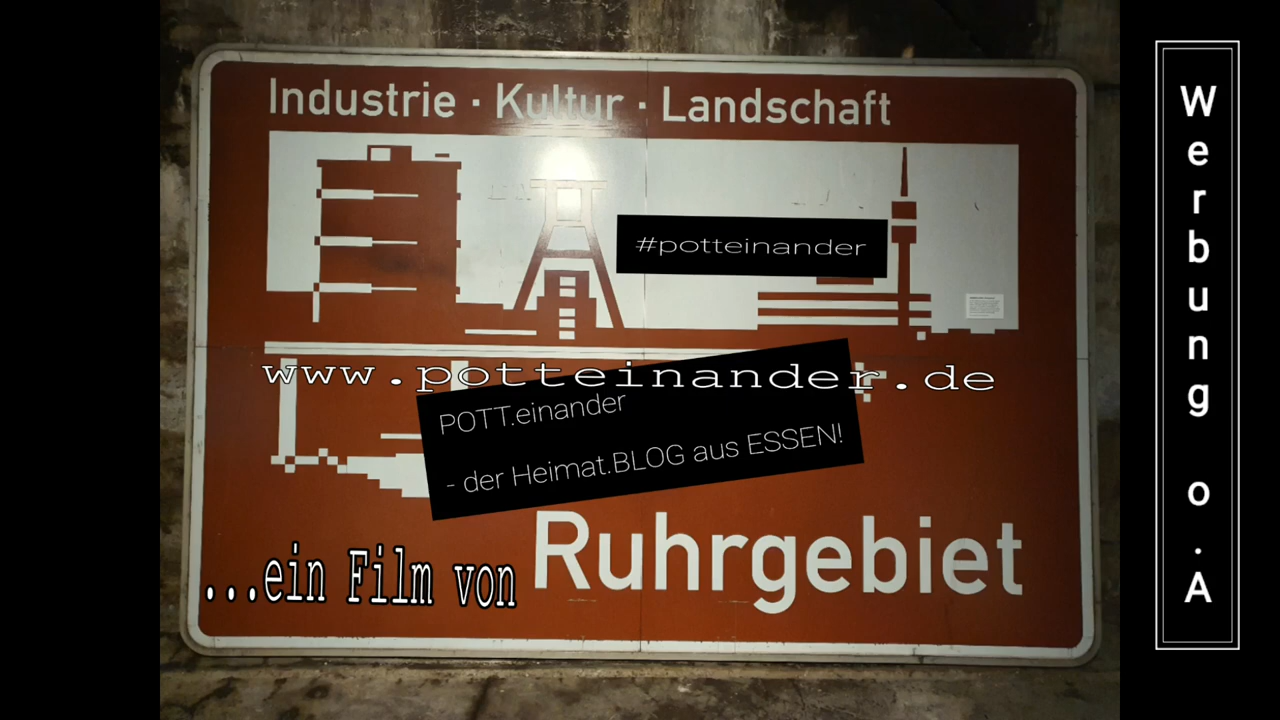 Industrie · Kultur · Landschaft
#potteinander
www.potteinander.de
POTT.einander
- der Heimat.BLOG aus ESSEN!
...ein Film von
Ruhrgebiet
Werbung o.A